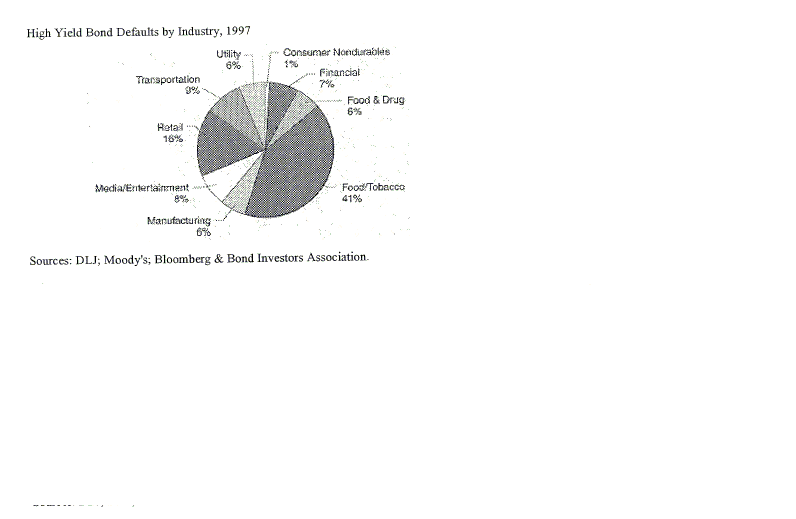 High Yield Bond Defaults by Industry, 1997
Utility
6%
Consumer Nondurables
1%
Financial
7%
Transportation
9%
Food & Drug
6%
Retail
16%
Media/Entertainment
8%
Food/Tobacco
41%
Manufacturing
6%
Sources: DLJ; Moody's; Bloomberg & Bond Investors Association.